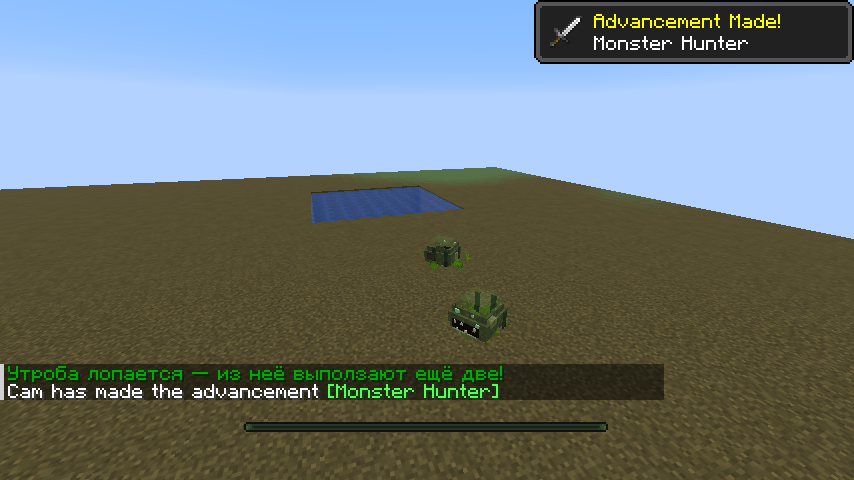 Advancement Made!
Monster Hunter
Утроба лопается — из неё выползают ещё две!
Cam has made the advancement [Monster Hunter]